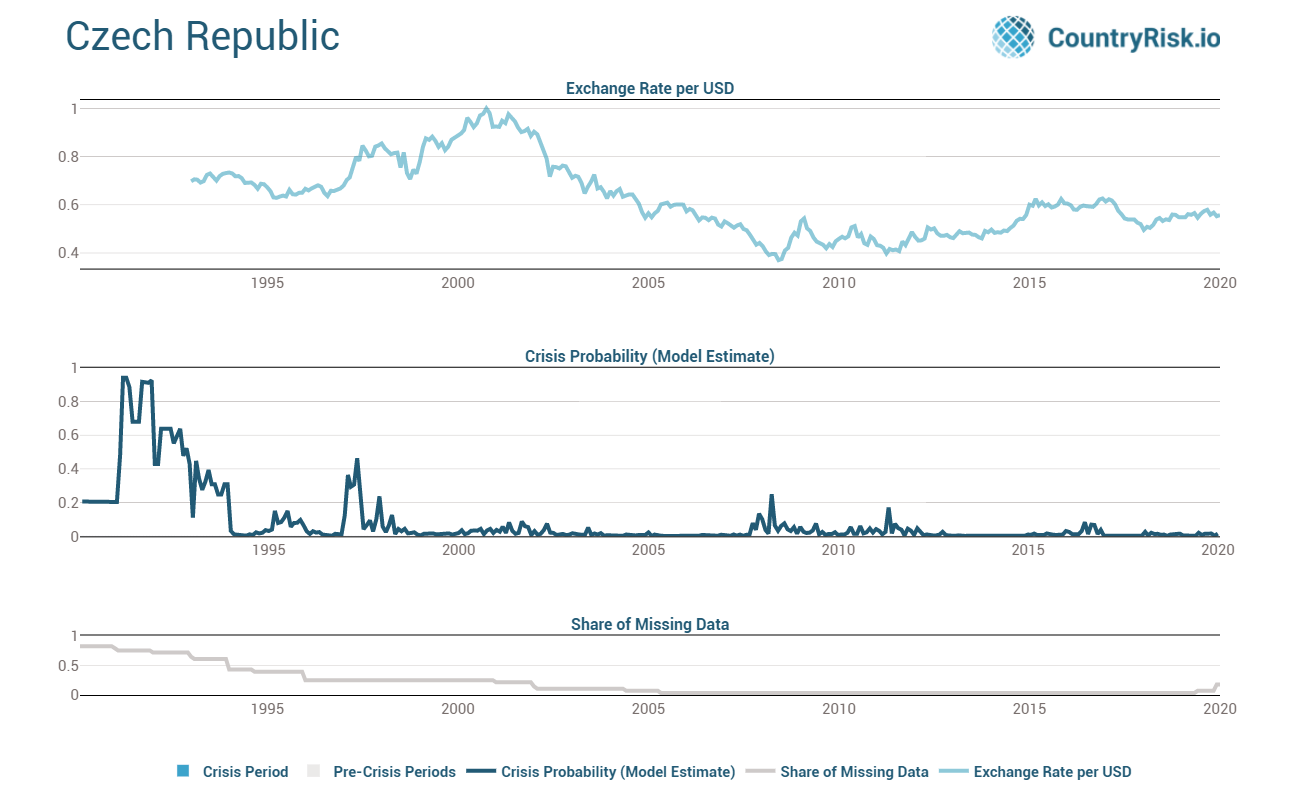 Czech Republic
CountryRisk.io
Exchange Rate per USD
1
0.8
0.6
0.4
1995 2000 2005 2010 2015 2020
Crisis Probability (Model Estimate)
1
0.8
0.6
0.4
0.2
0
1995 2000 2005 2010 2015 2020
Share of Missing Data
1
0.5
0
1995 2000 2005 2010 2015 2020
Crisis Period Pre-Crisis Periods Crisis Probability (Model Estimate) Share of Missing Data Exchange Rate per USD